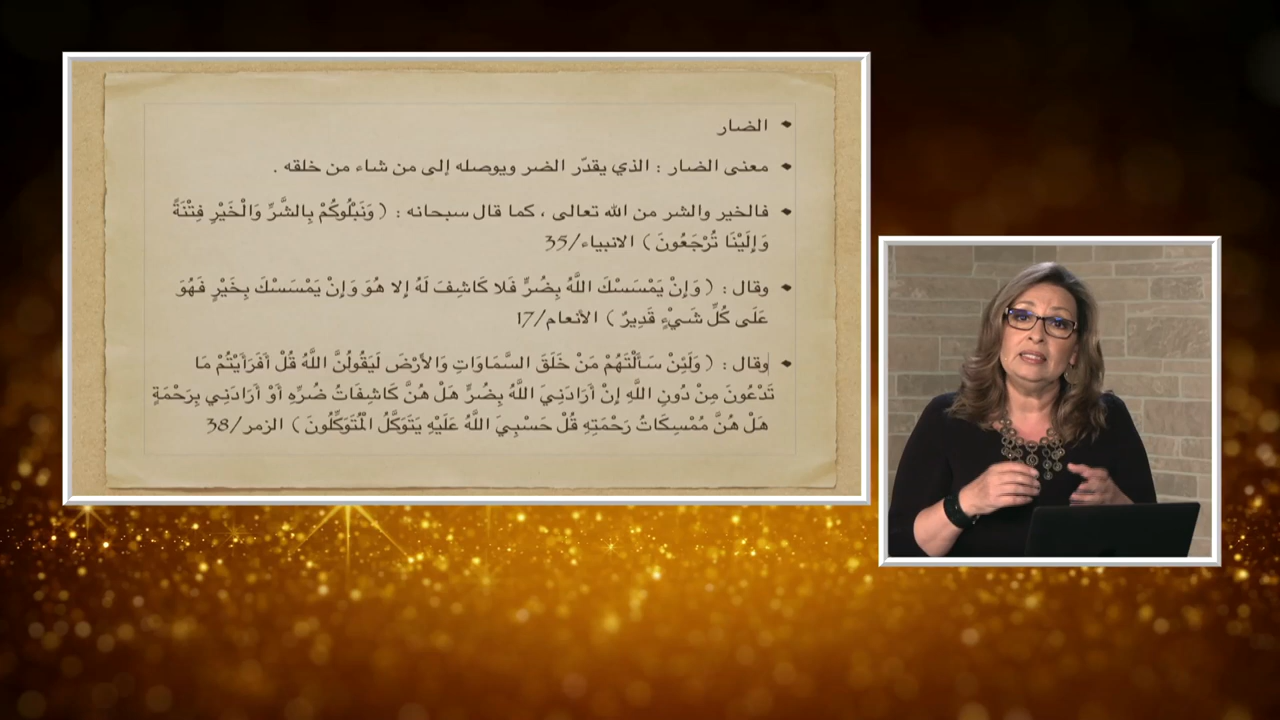 الضار
معنى الضار : الذي يقدّر الضر ويوصله إلى من شاء من خلقه .
فالخير والشر من الله تعالى ، كما قال سبحانه : ( وَنَبْلُوكُمْ بِالشَّرِّ وَالْخَيْرِ فِتْنَةً
وَإِلَيْنَا تُرْجَعُونَ ) الانبياء/35
وقال : ( وَإِنْ يَمْسَسْكَ اللَّهُ بِضُرٍّ فَلا كَاشِفَ لَهُ إِلا هُوَ وَإِنْ يَمْسَسْكَ بِخَيْرٍ فَهُوَ
عَلَى كُلِّ شَيْءٍ قَدِيرٌ ) الأنعام/17
وقال : ( وَلَئِنْ سَأَلْتَهُمْ مَنْ خَلَقَ السَّمَاوَاتِ وَالأَرْضَ لَيَقُولُنَّ اللَّهُ قُلْ أَفَرَأَيْتُمْ مَا
تَدْعُونَ مِنْ دُونِ اللَّهِ إِنْ أَرَادَنِيَ اللَّهُ بِضُرٍّ هَلْ هُنَّ كَاشِفَاتُ ضُرِّهِ أَوْ أَرَادَنِي بِرَحْمَةٍ
هَلْ هُنَّ مُمْسِكَاتُ رَحْمَتِهِ قُلْ حَسْبِيَ اللَّهُ عَلَيْهِ يَتَوَكَّلُ الْمُتَوَكِّلُونَ ) الزمر/38